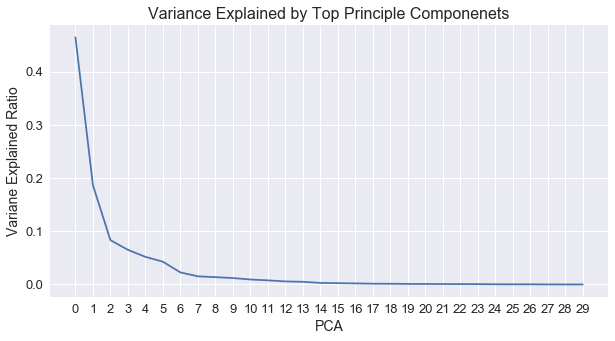 Variance Explained by Top Principle Componenets
Variane Explained Ratio
0.4
0.3
0.2
0.1
0.0
0 1 2 3 4 5 6 7 8 9 10 11 12 13 14 15 16 17 18 19 20 21 22 23 24 25 26 27 28 29
PCA